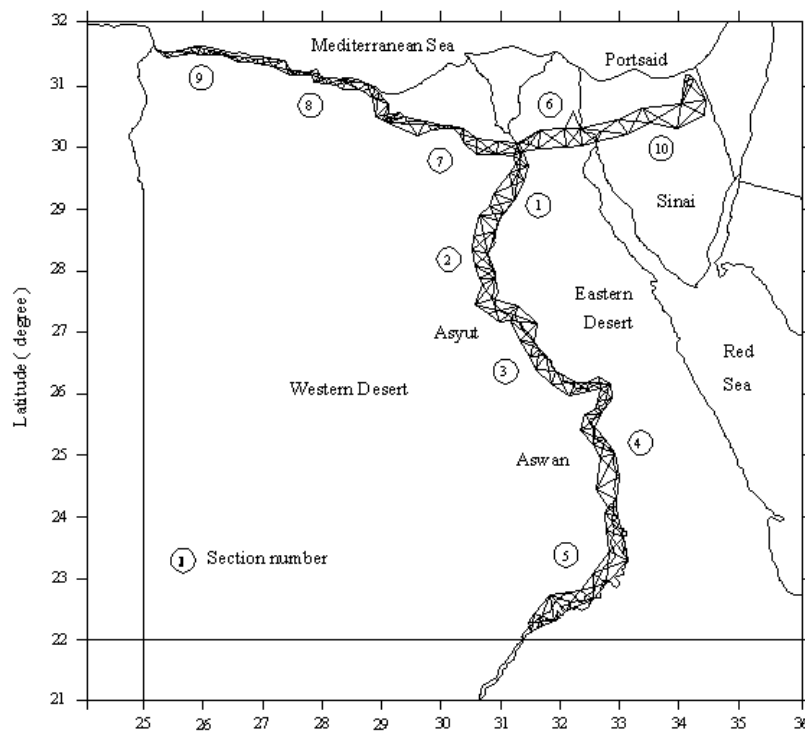 32
31
30
29
28
27
26
25
24
23
22
21
Latitude ( degree )
Mediterranean Sea
Portsaid
9
8
6
7
10
1
Sinai
2
Eastern
Desert
Asyut
3
Red
Sea
Western Desert
4
Aswan
5
Section number
25 26 27 28 29 30 31 32 33 34 35 36